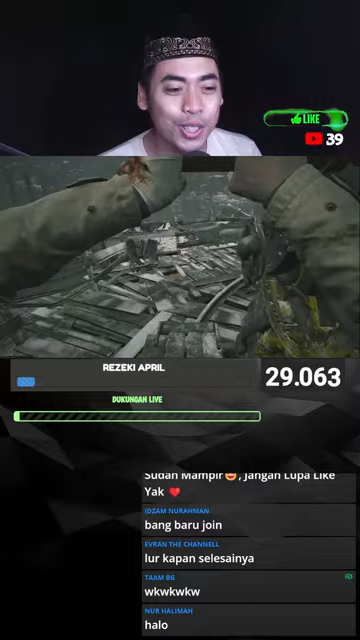 LIKE
39
REZEKI APRIL
29.063
DUKUNGAN LIVE
Sudah Mampir😍, Jangan Lupa Like
Yak ❤️
IDZAM NURAHMAN
bang baru join
EVRAN THE CHANNELL
lur kapan selesainya
TAAM BG
wkwkwkw
NUR HALIMAH
halo